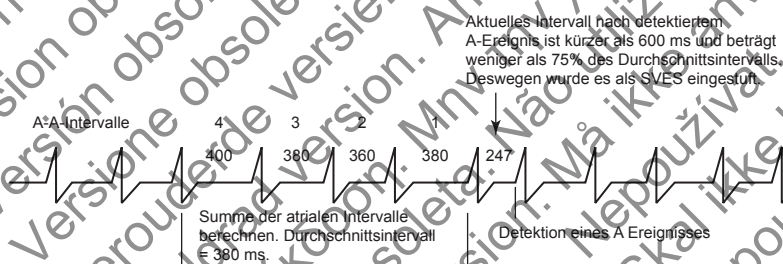 Aktuelles Intervall nach detektiertem
A-Ereignis ist kürzer als 600 ms und beträgt
weniger als 75% des Durchschnittsintervalls.
Deswegen wurde es als SVES eingestuft.
A-A-Intervalle 4 3 2 1
400 380 360 380 247
Summe der atrialen Intervalle
berechnen. Durchschnittsintervall
= 380 ms.
Detektion eines A Ereignisses